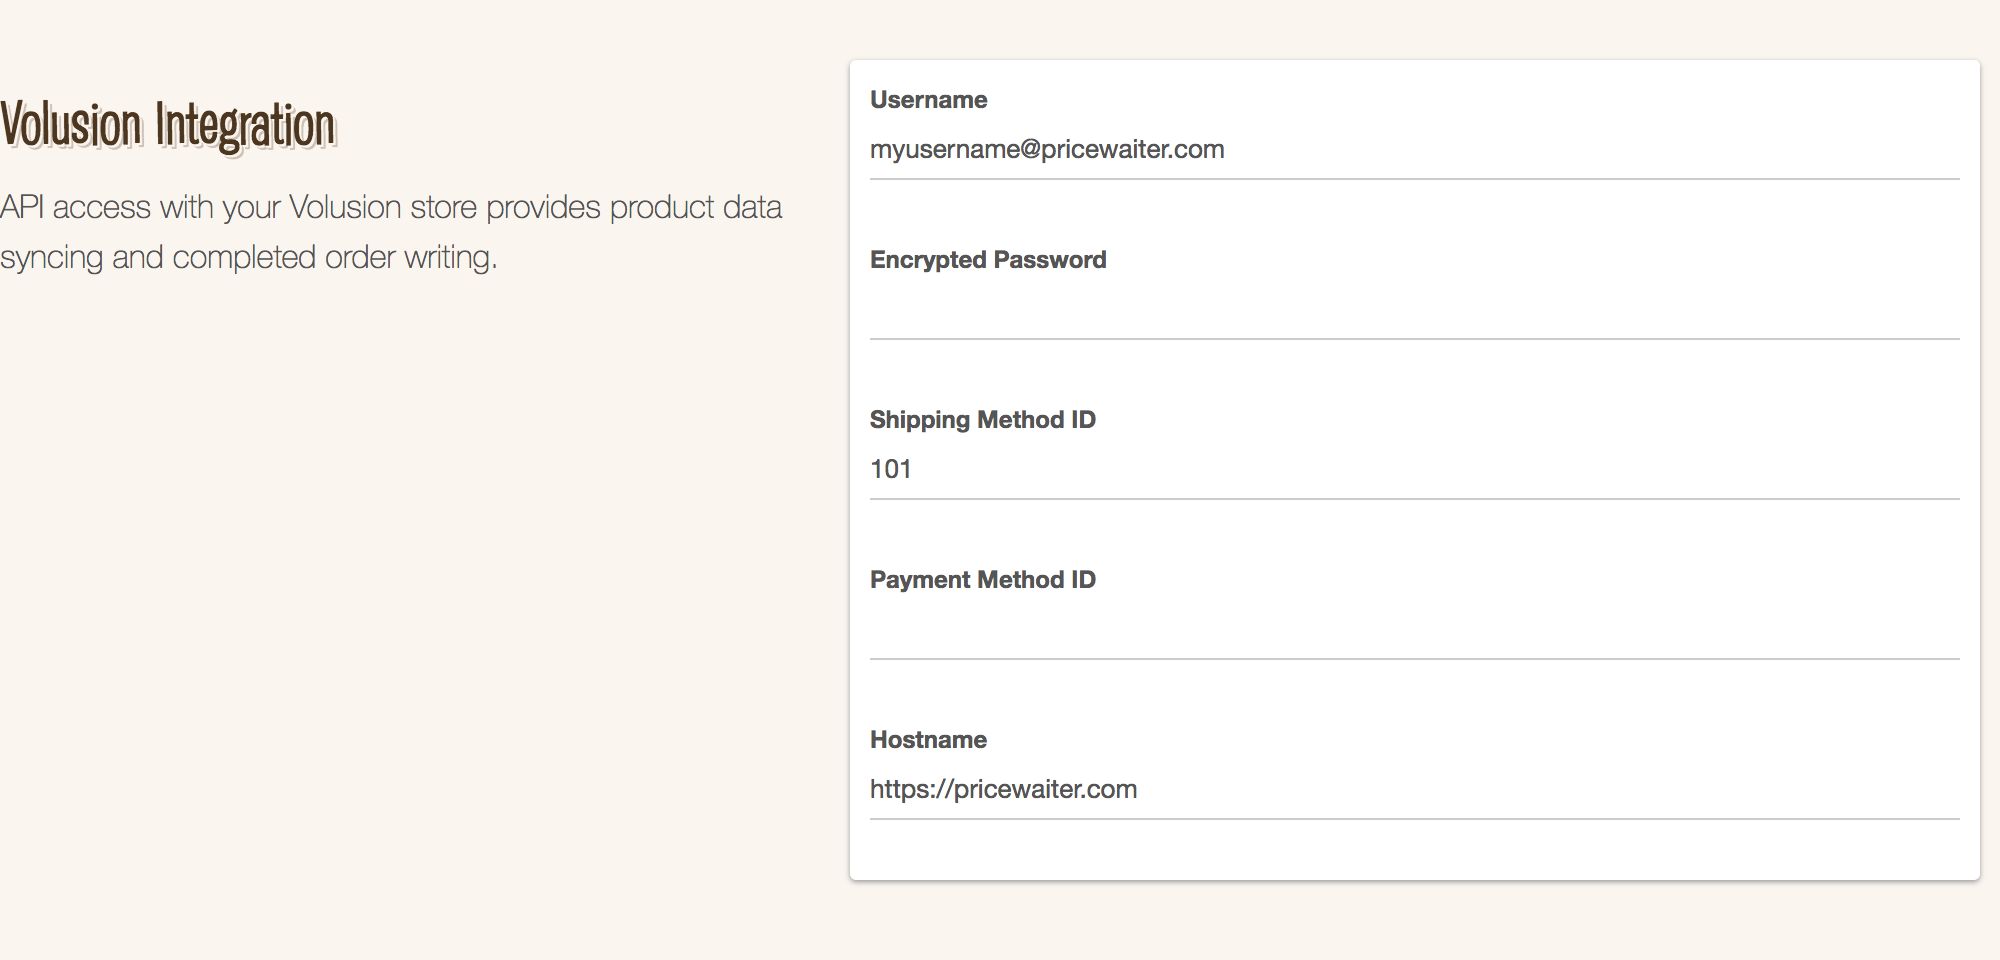 Volusion Integration
API access with your Volusion store provides product data
syncing and completed order writing.
Username
myusername@pricewaiter.com
Encrypted Password
Shipping Method ID
101
Payment Method ID
Hostname
https://pricewaiter.com